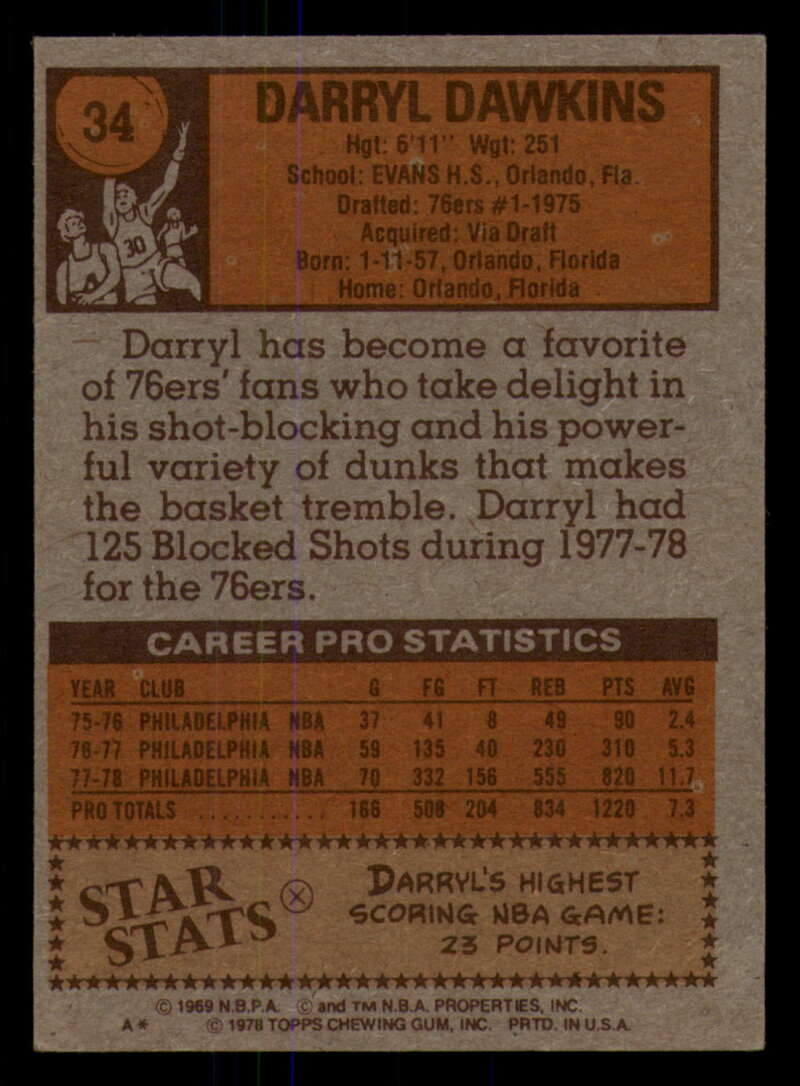 34
DARRYL DAWKINS
Hgt: 6'11" Wgt: 251
School: EVANS H.S., Orlando, Fla.
Drafted: 76ers #1-1975
Acquired: Via Draft
Born: 1-11-57, Orlando, Florida
Home: Orlando, Florida
30
Darryl has become a favorite
of 76ers' fans who take delight in
his shot-blocking and his power-
ful variety of dunks that makes
the basket tremble. Darryl had
125 Blocked Shots during 1977-78
for the 76ers.
CAREER PRO STATISTICS
YEAR CLUB G FG FT REB PTS AVG
75-76 PHILADELPHIA NBA 37 41 8 49 90 2.4
76-77 PHILADELPHIA NBA 59 135 40 230 310 5.3
77-78 PHILADELPHIA NBA 70 332 156 555 820 11.7
PRO TOTALS ........... 166 508 204 834 1220 7.3
STAR
STATS
DARRYL'S HIGHEST
SCORING NBA GAME:
23 POINTS.
© 1969 N.B.P.A. © and TM N.B.A. PROPERTIES, INC.
A* © 1978 TOPPS CHEWING GUM, INC. PRTD. IN U.S.A.